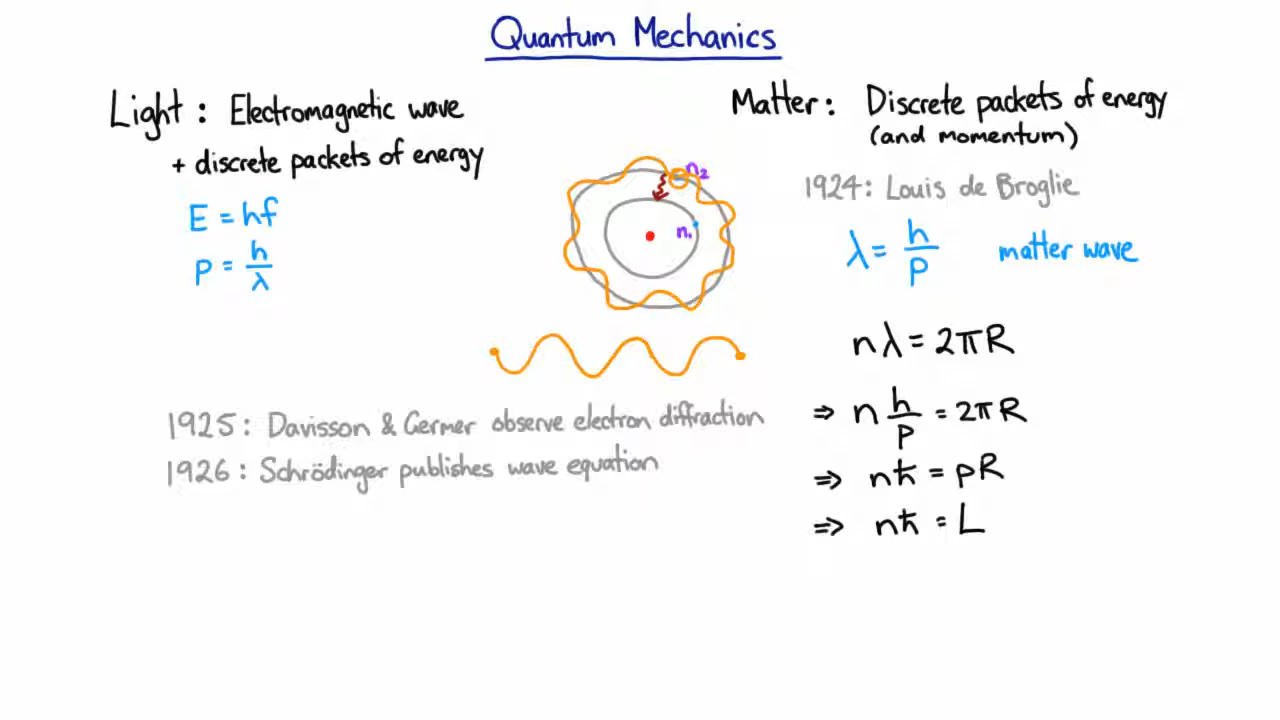 Quantum Mechanics
Light : Electromagnetic wave
+ discrete packets of energy
E = hf
P = h/λ
n₂
n₁
Matter : Discrete packets of energy
(and momentum)
1924: Louis de Broglie
λ = h/P matter wave
nλ = 2πR
⇒ n h/P = 2πR
⇒ nħ = pR
⇒ nħ = L
1925 : Davisson & Germer observe electron diffraction
1926 : Schrödinger publishes wave equation